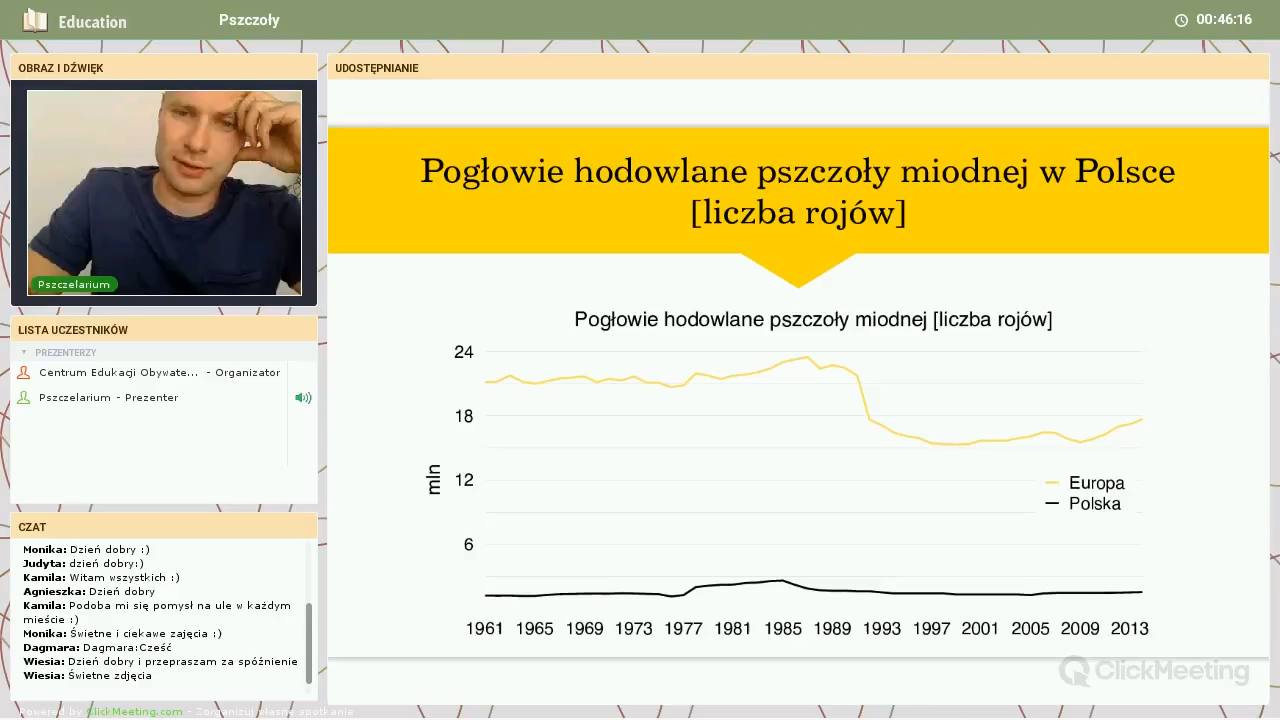 Education
Pszczoły
00:46:16
OBRAZ I DŹWIĘK
Pszczelarium
LISTA UCZESTNIKÓW
PREZENTERZY
Centrum Edukacji Obywate... - Organizator
Pszczelarium - Prezenter
CZAT
Monika: Dzień dobry :)
Judyta: dzień dobry:)
Kamila: Witam wszystkich :)
Agnieszka: Dzień dobry
Kamila: Podoba mi się pomysł na ule w każdym
mieście :)
Monika: Świetne i ciekawe zajęcia :)
Dagmara: Dagmara:Cześć
Wiesia: Dzień dobry i przepraszam za spóźnienie
Wiesia: Świetne zdjęcia
Powered by ClickMeeting.com - Zorganizuj własne spotkanie
UDOSTĘPNIANIE
Pogłowie hodowlane pszczoły miodnej w Polsce
[liczba rojów]
Pogłowie hodowlane pszczoły miodnej [liczba rojów]
24
18
12
6
mln
Europa
Polska
1961 1965 1969 1973 1977 1981 1985 1989 1993 1997 2001 2005 2009 2013
ClickMeeting